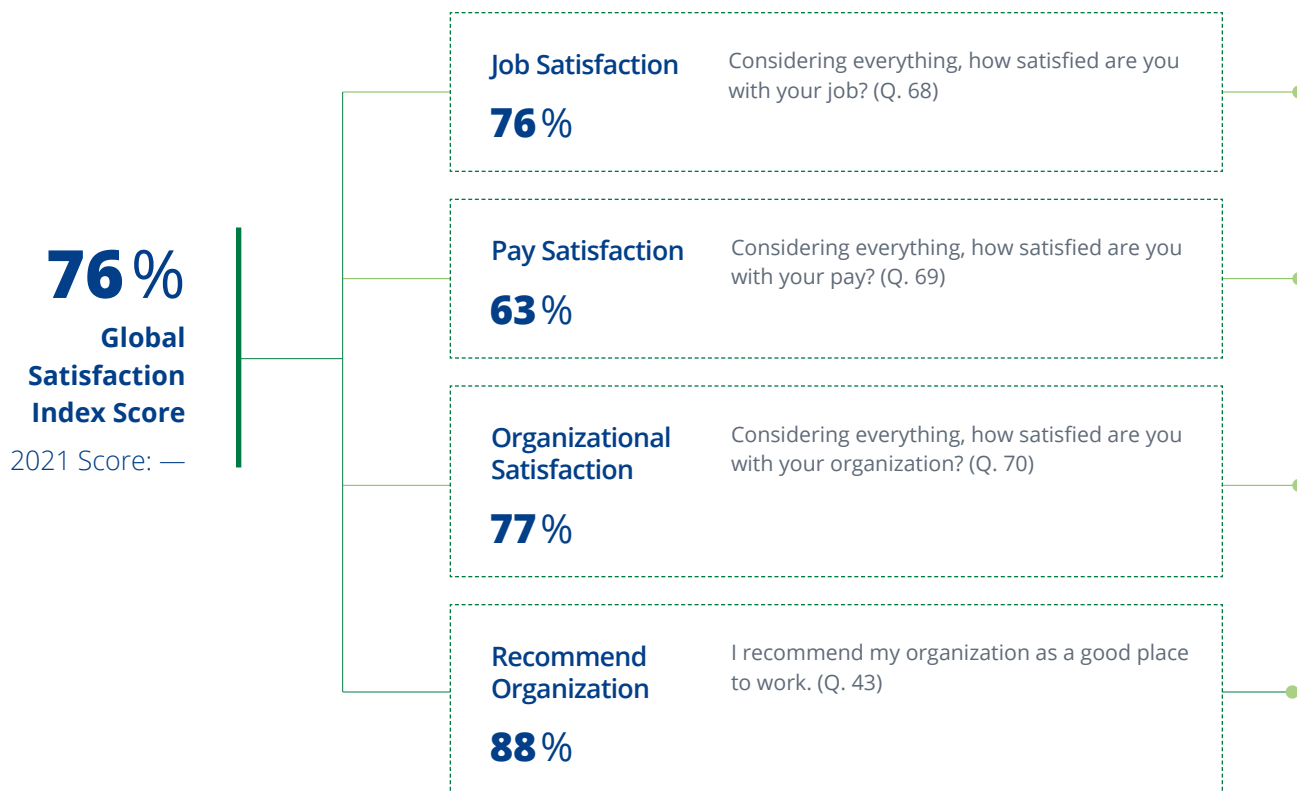 76%
Global
Satisfaction
Index Score
2021 Score: —
Job Satisfaction
76%
Considering everything, how satisfied are you
with your job? (Q. 68)
Pay Satisfaction
63%
Considering everything, how satisfied are you
with your pay? (Q. 69)
Organizational
Satisfaction
77%
Considering everything, how satisfied are you
with your organization? (Q. 70)
Recommend
Organization
88%
I recommend my organization as a good place
to work. (Q. 43)